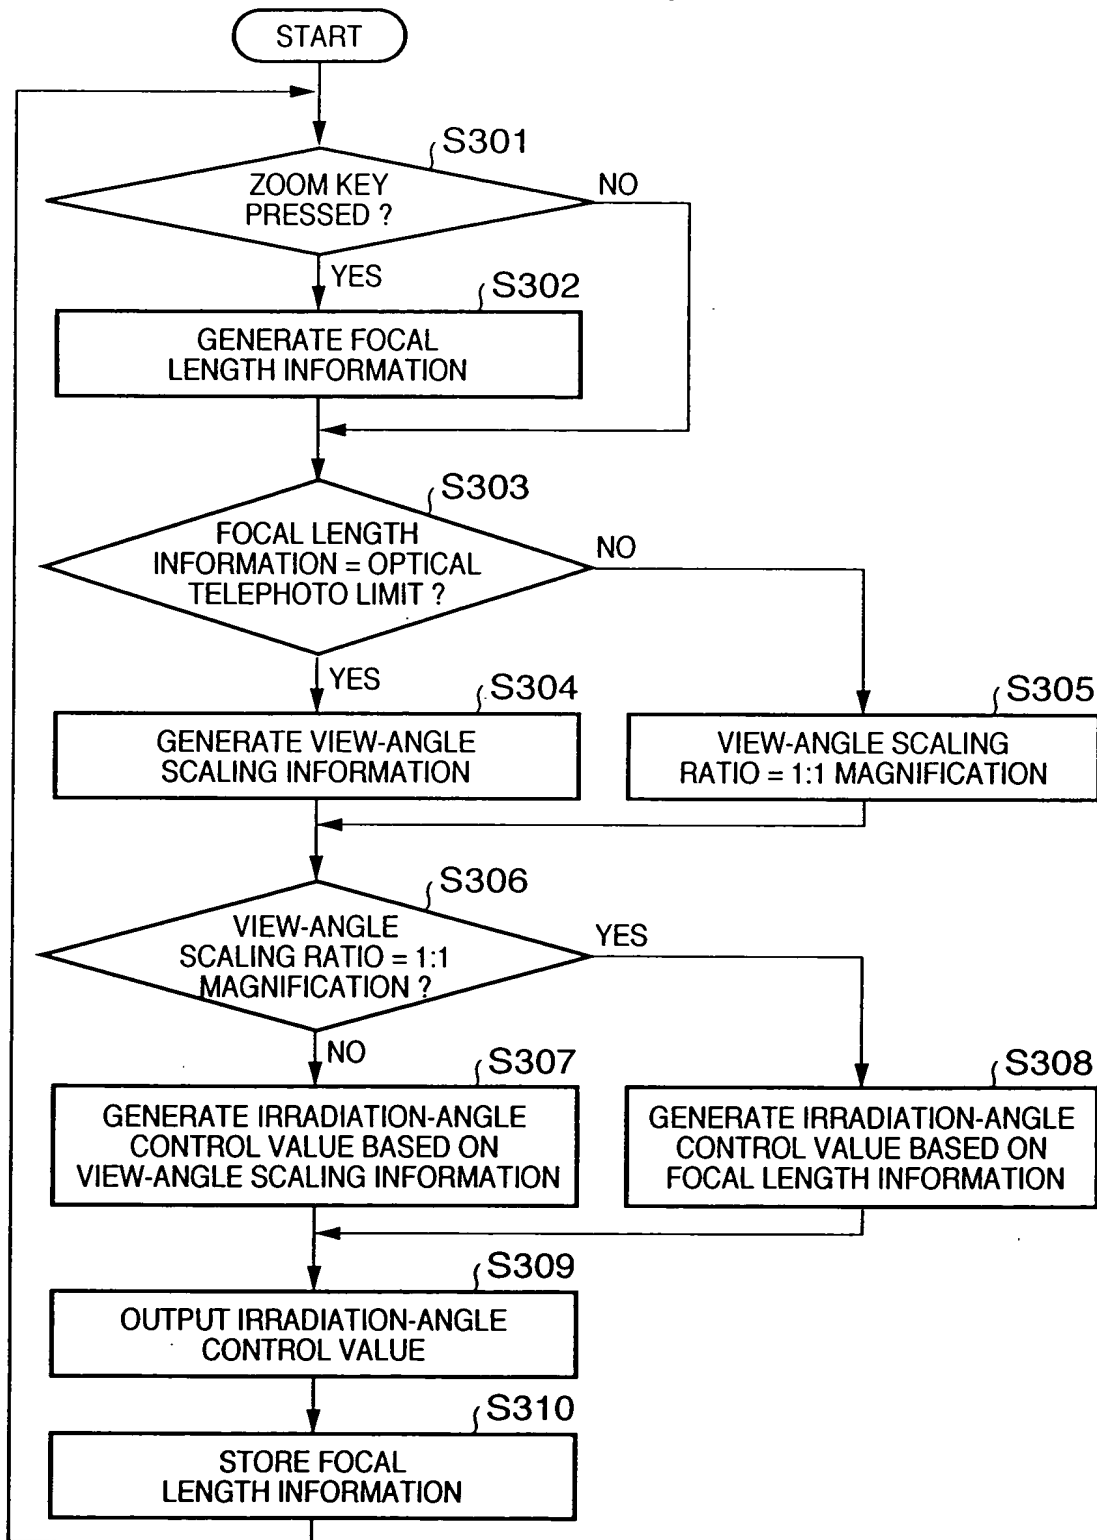 START
S301
ZOOM KEY
PRESSED ?
NO
YES
S302
GENERATE FOCAL
LENGTH INFORMATION
S303
FOCAL LENGTH
INFORMATION = OPTICAL
TELEPHOTO LIMIT ?
NO
YES
S304
GENERATE VIEW-ANGLE
SCALING INFORMATION
S305
VIEW-ANGLE SCALING
RATIO = 1:1 MAGNIFICATION
S306
VIEW-ANGLE
SCALING RATIO = 1:1
MAGNIFICATION ?
YES
NO
S307
GENERATE IRRADIATION-ANGLE
CONTROL VALUE BASED ON
VIEW-ANGLE SCALING INFORMATION
S308
GENERATE IRRADIATION-ANGLE
CONTROL VALUE BASED ON
FOCAL LENGTH INFORMATION
S309
OUTPUT IRRADIATION-ANGLE
CONTROL VALUE
S310
STORE FOCAL
LENGTH INFORMATION